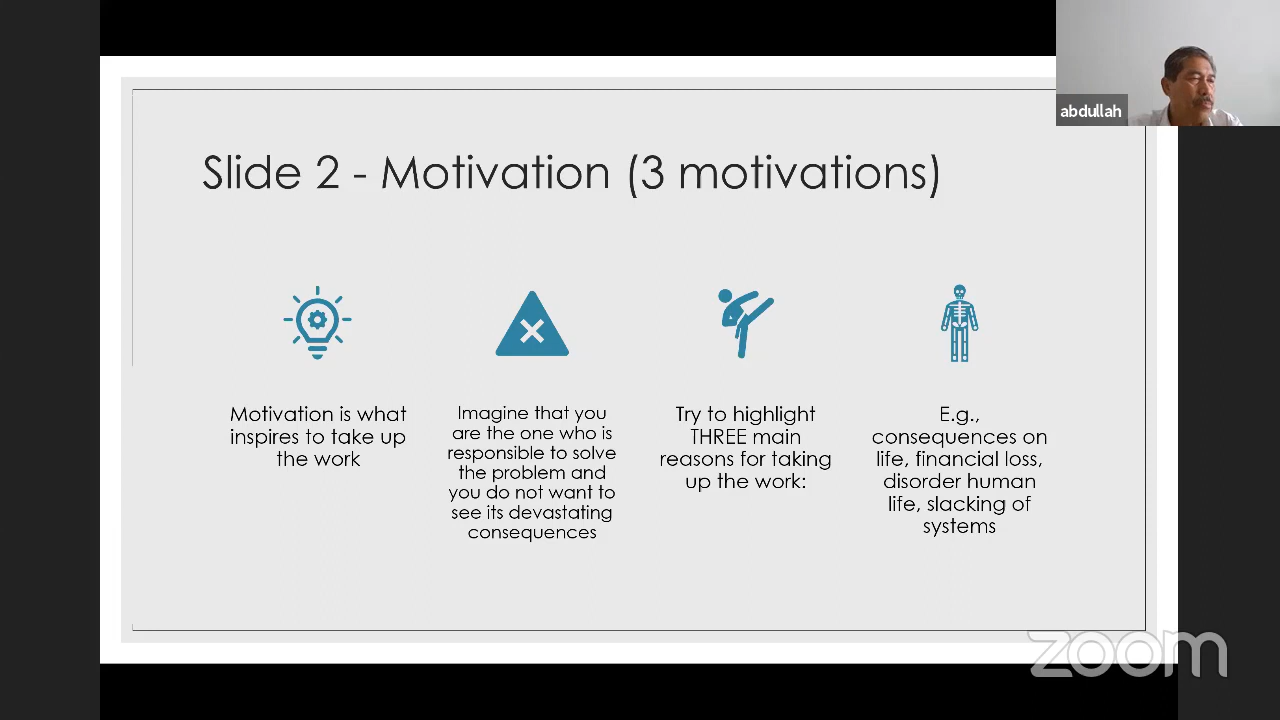 abdullah
Slide 2 - Motivation (3 motivations)
Motivation is what
inspires to take up
the work
Imagine that you
are the one who is
responsible to solve
the problem and
you do not want to
see its devastating
consequences
Try to highlight
THREE main
reasons for taking
up the work:
E.g.,
consequences on
life, financial loss,
disorder human
life, slacking of
systems
zoom